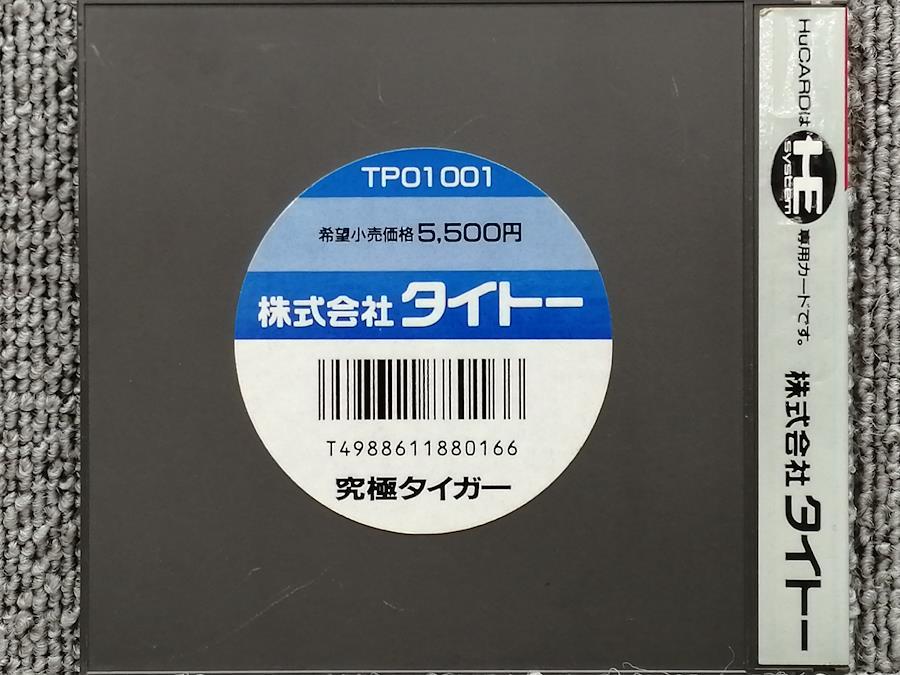 TP01001
希望小売価格5,500円
株式会社タイトー
T4988611880166
究極タイガー
HuCARDは HE system 専用カードです。 株式会社タイトー